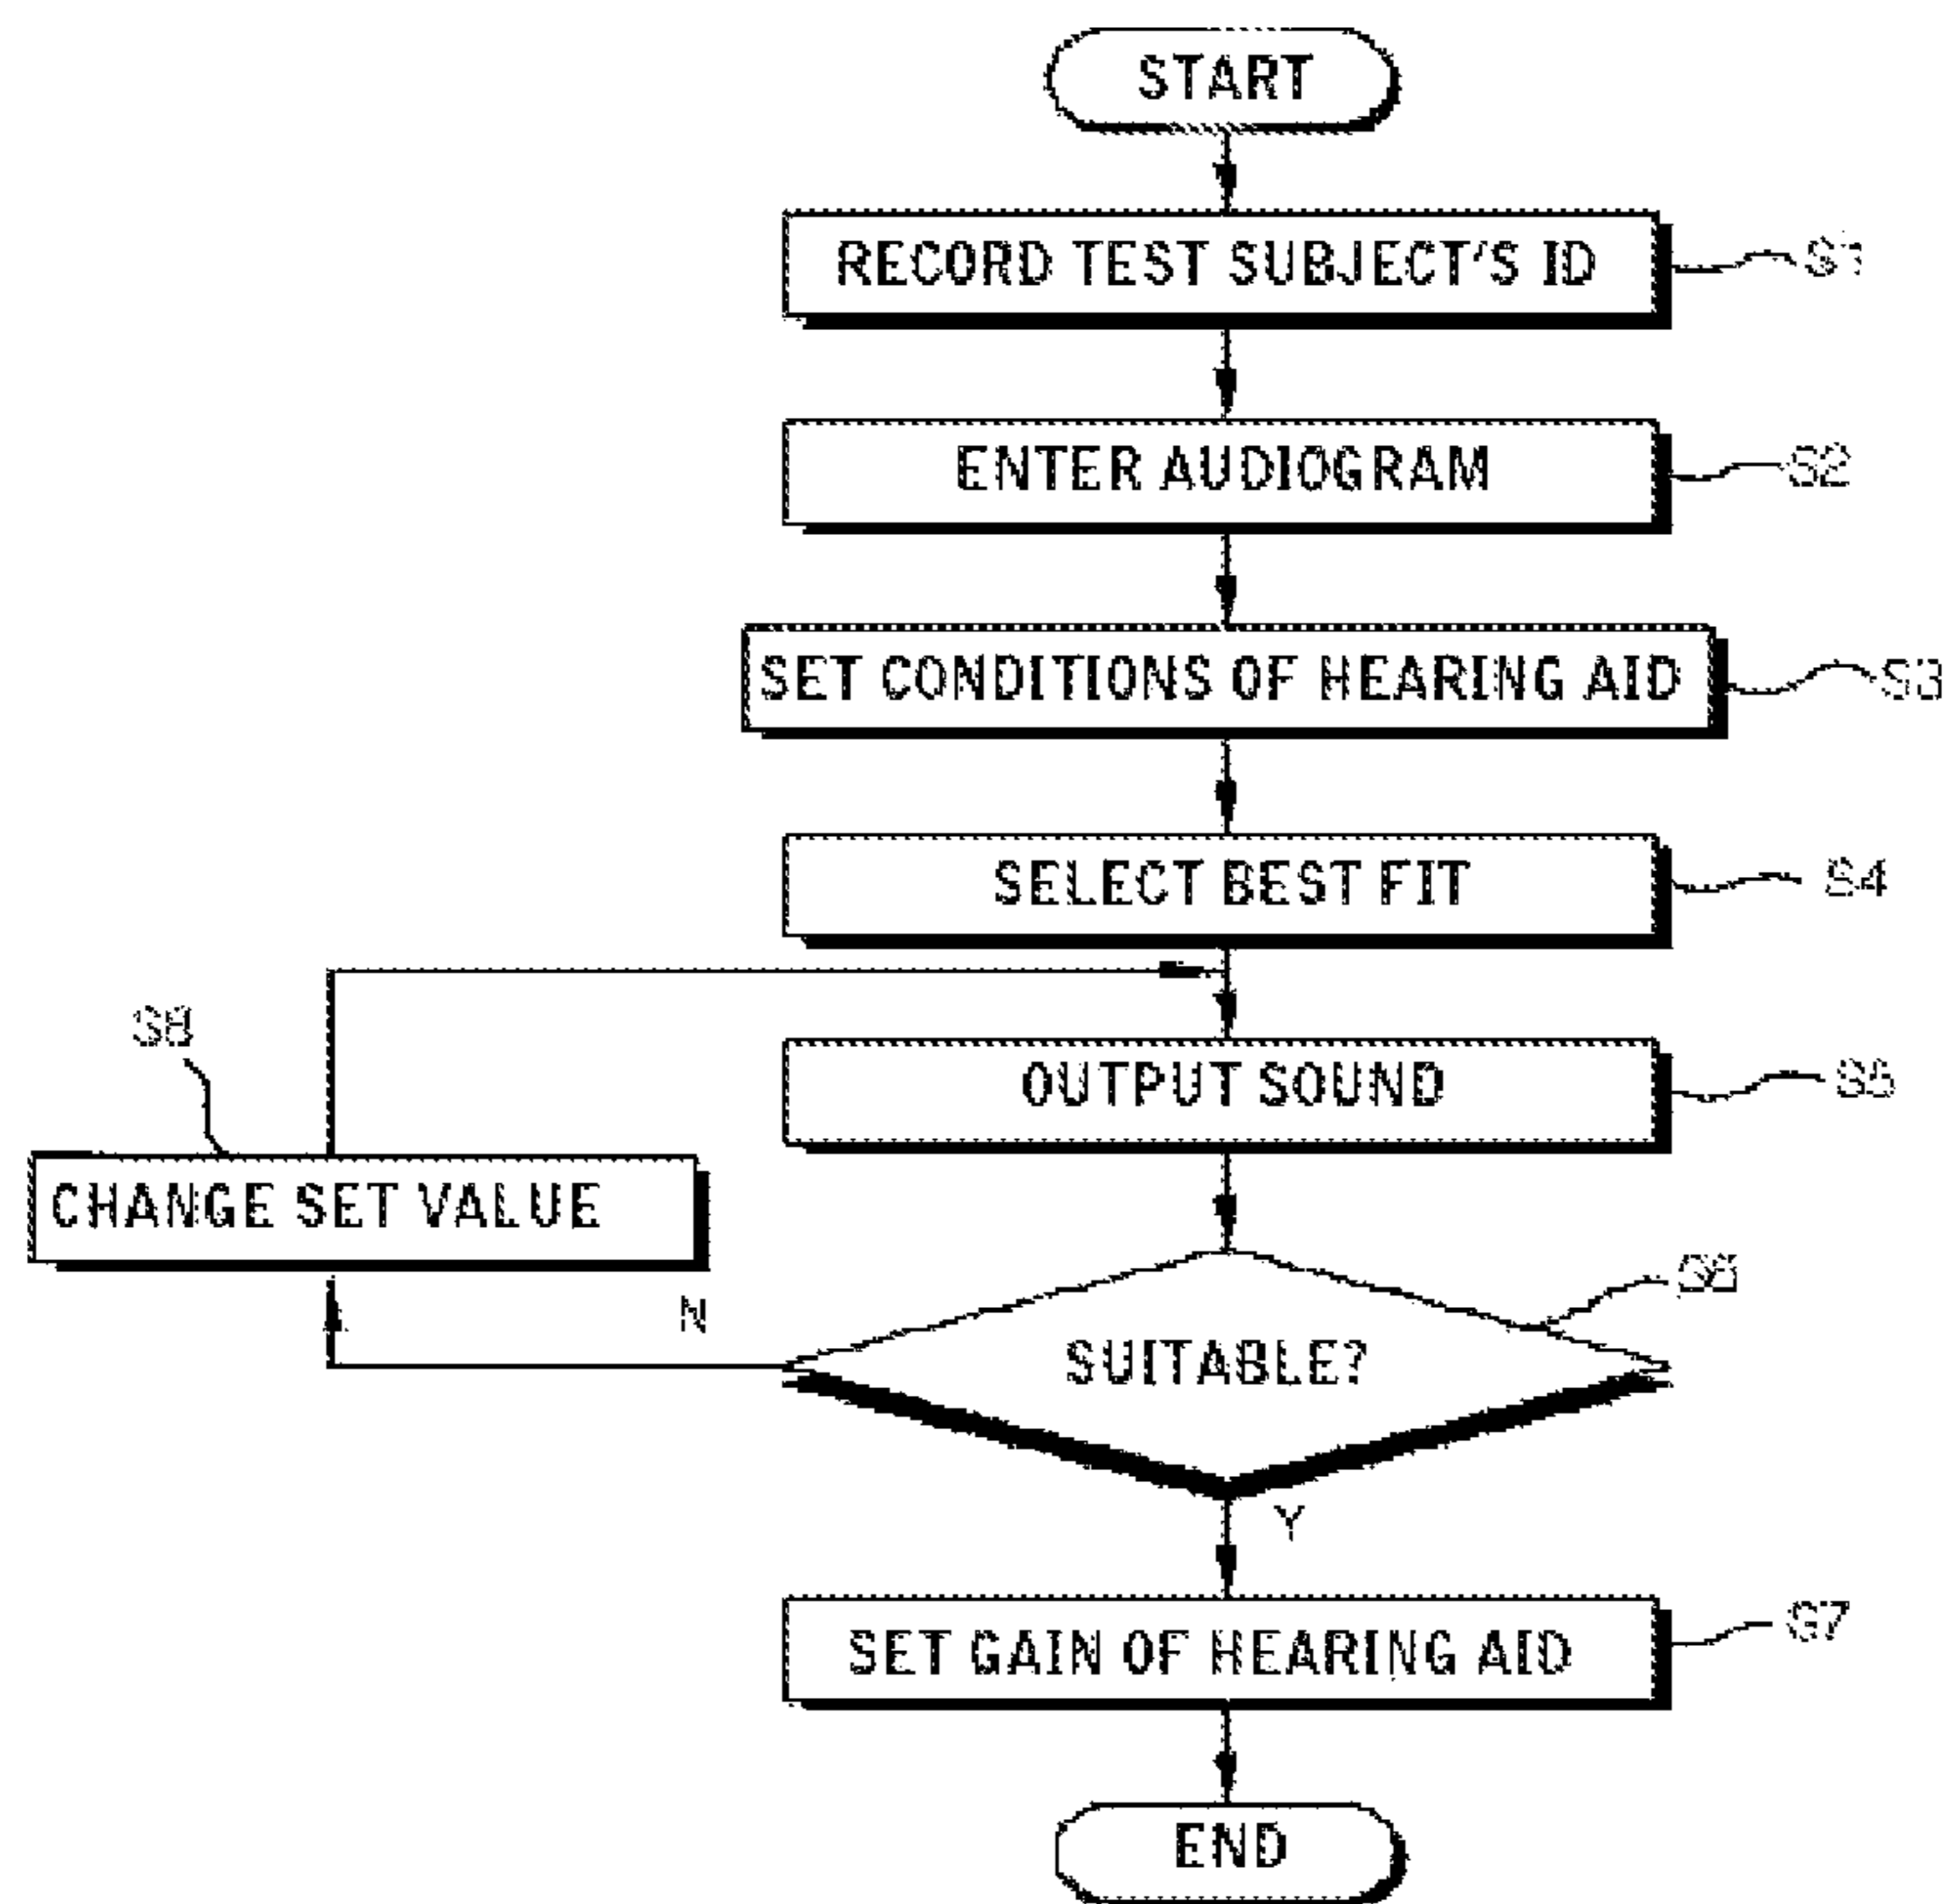 START
RECORD TEST SUBJECT'S ID
S1
ENTER AUDIOGRAM
S2
SET CONDITIONS OF HEARING AID
S3
SELECT BEST FIT
S4
OUTPUT SOUND
S5
S8
CHANGE SET VALUE
N
SUITABLE?
S6
Y
SET GAIN OF HEARING AID
S7
END